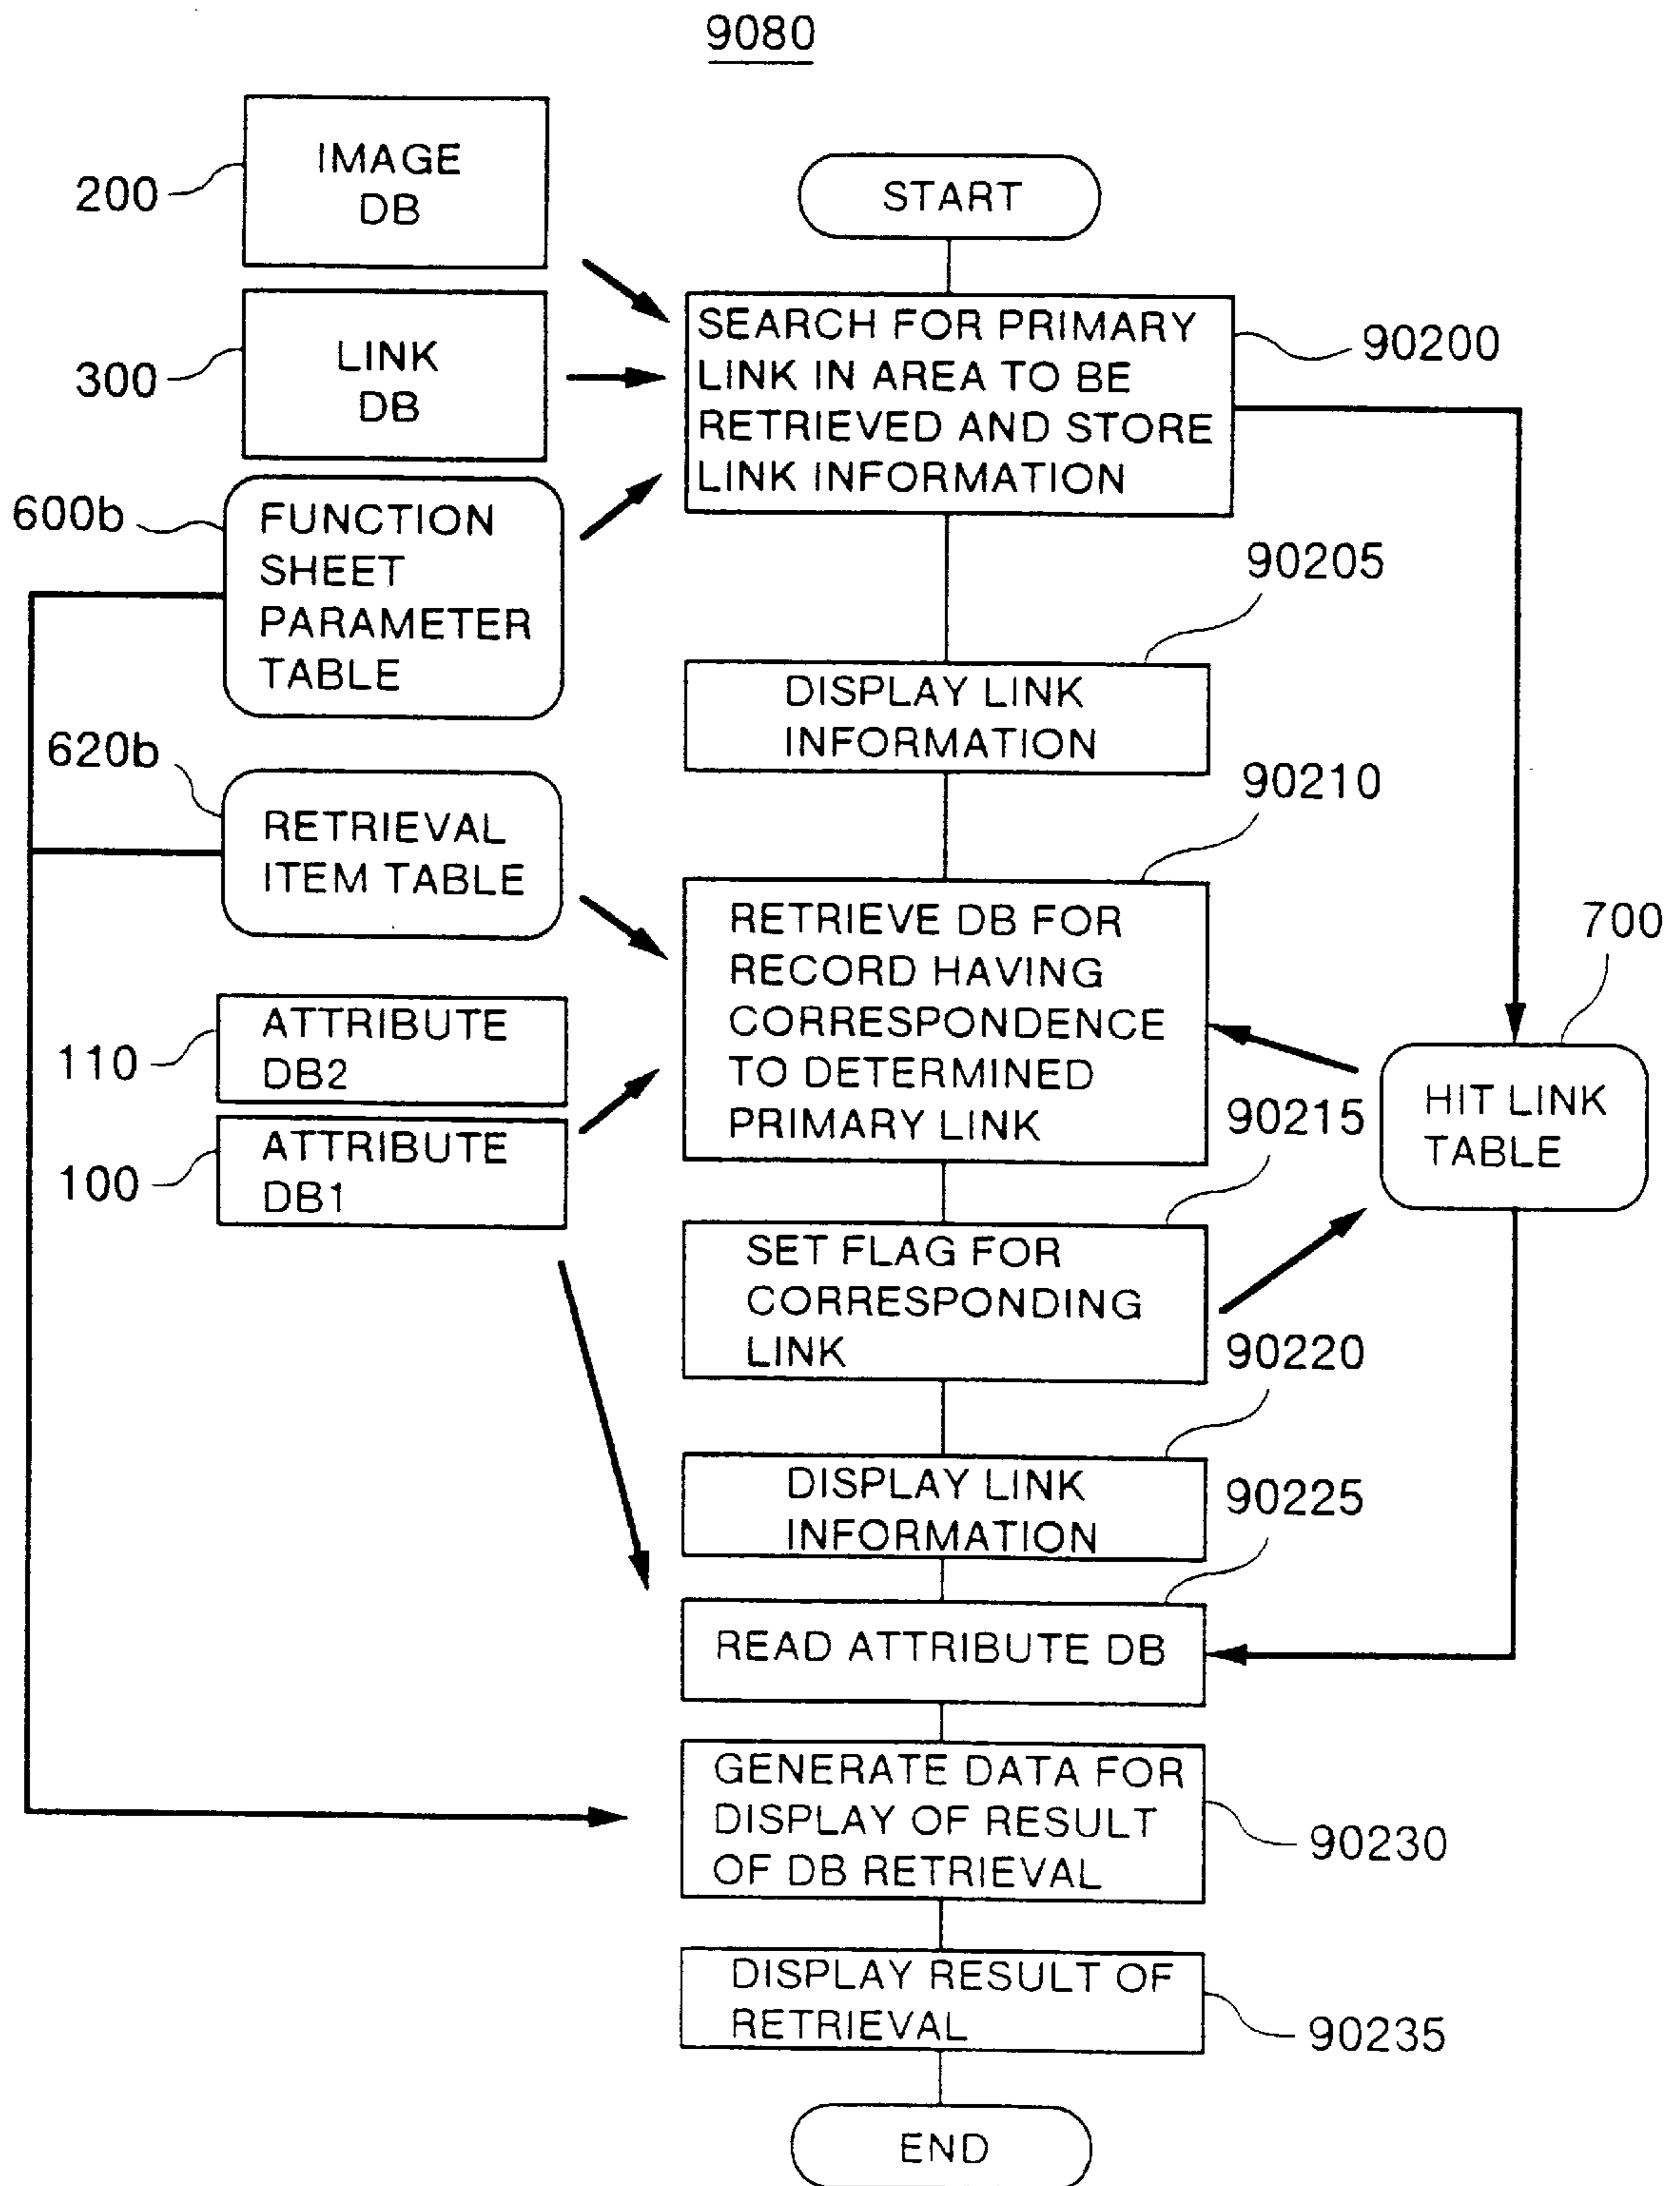 9080
IMAGE
DB
200
START
LINK
DB
300
SEARCH FOR PRIMARY
LINK IN AREA TO BE
RETRIEVED AND STORE
LINK INFORMATION
90200
600b
FUNCTION
SHEET
PARAMETER
TABLE
90205
DISPLAY LINK
INFORMATION
620b
RETRIEVAL
ITEM TABLE
90210
RETRIEVE DB FOR
RECORD HAVING
CORRESPONDENCE
TO DETERMINED
PRIMARY LINK
700
HIT LINK
TABLE
110
ATTRIBUTE
DB2
100
ATTRIBUTE
DB1
90215
SET FLAG FOR
CORRESPONDING
LINK
90220
DISPLAY LINK
INFORMATION
90225
READ ATTRIBUTE DB
GENERATE DATA FOR
DISPLAY OF RESULT
OF DB RETRIEVAL
90230
DISPLAY RESULT OF
RETRIEVAL
90235
END